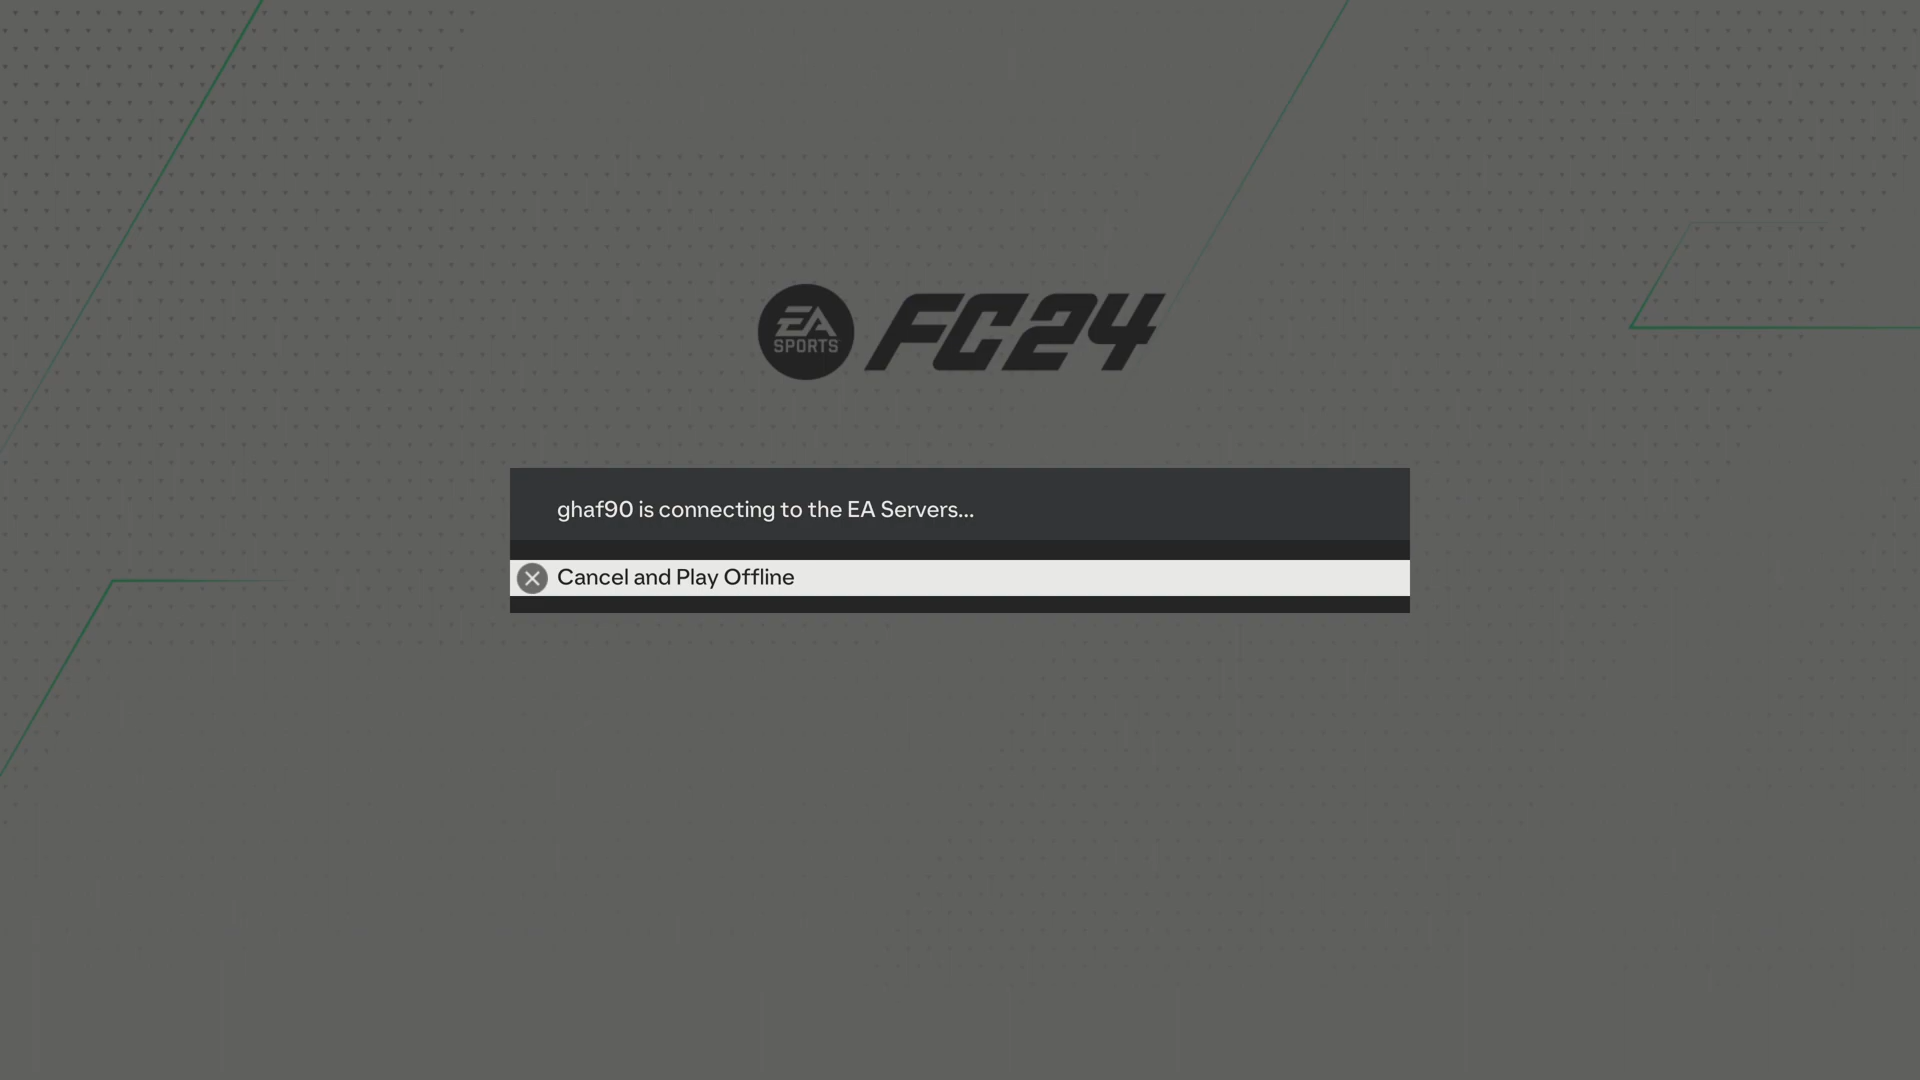 EA
SPORTS
FC24
ghaf90 is connecting to the EA Servers...
Cancel and Play Offline